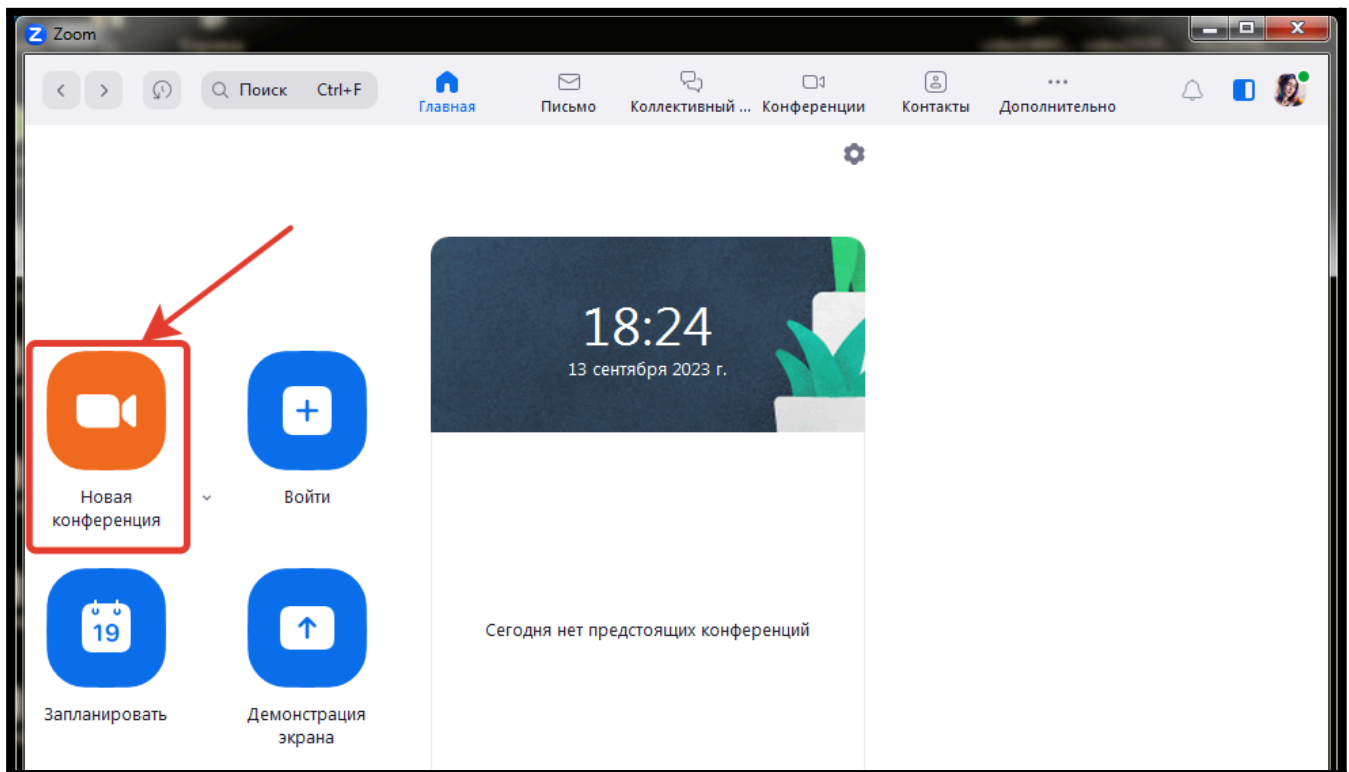 Zoom
Поиск Ctrl+F
Главная
Письмо
Коллективный ...
Конференции
Контакты
Дополнительно
18:24
13 сентября 2023 г.
Новая
конференция
Войти
19
Запланировать
Демонстрация
экрана
Сегодня нет предстоящих конференций